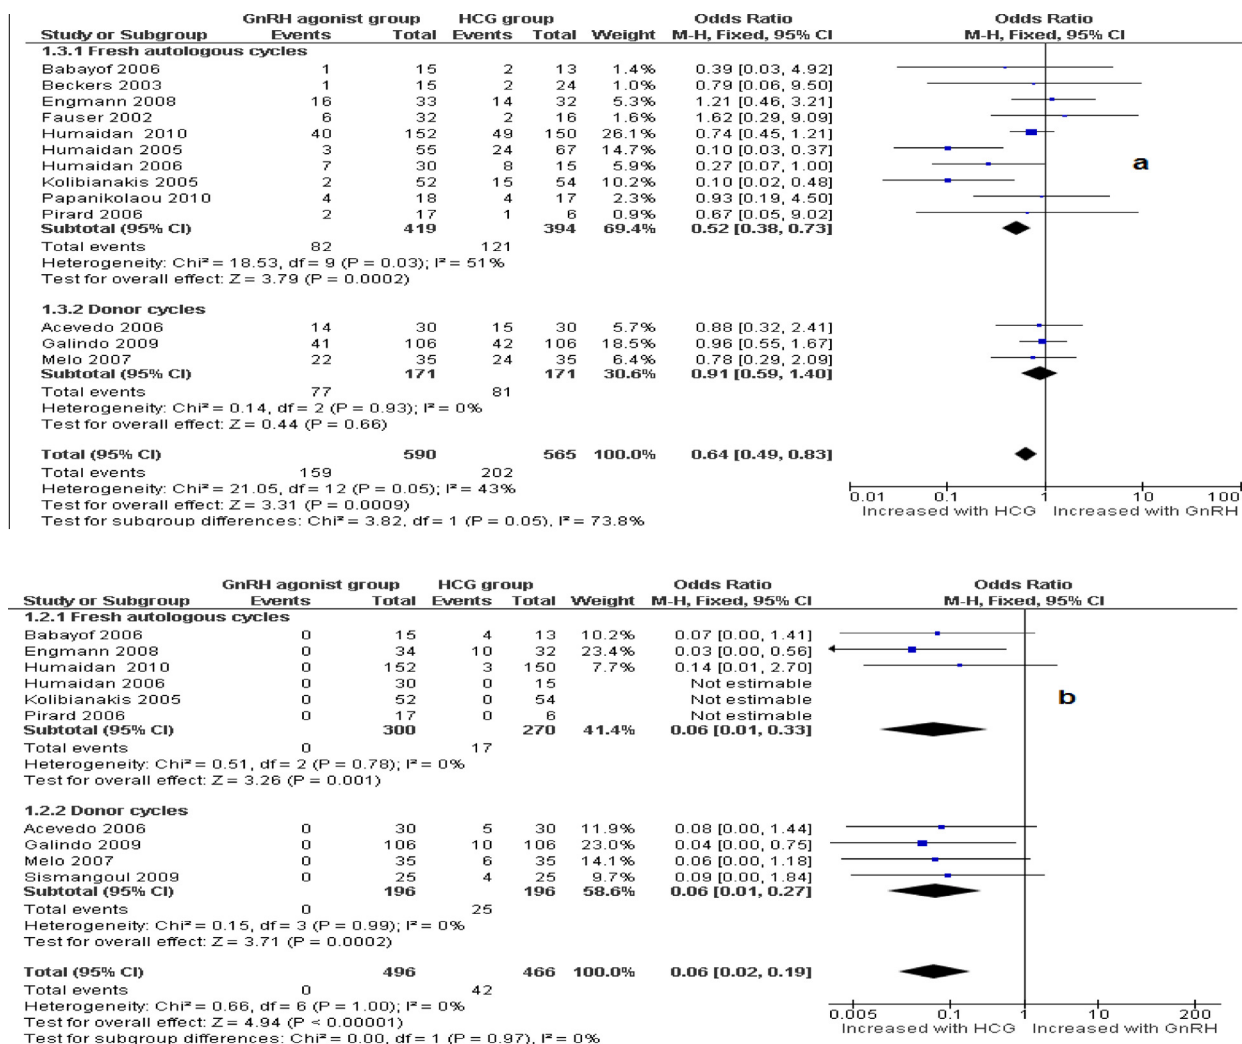 GnRH agonist group HCG group Odds Ratio Odds Ratio
Study or Subgroup Events Total Events Total Weight M-H, Fixed, 95% CI M-H, Fixed, 95% CI
1.3.1 Fresh autologous cycles
Babayof 2006 1 15 2 13 1.4% 0.39 [0.03, 4.92]
Beckers 2003 1 15 2 24 1.0% 0.79 [0.06, 9.50]
Engmann 2008 16 33 14 32 5.3% 1.21 [0.46, 3.21]
Fauser 2002 6 32 2 16 1.6% 1.62 [0.29, 9.09]
Humaidan 2010 40 152 49 150 26.1% 0.74 [0.45, 1.21]
Humaidan 2005 3 55 24 67 14.7% 0.10 [0.03, 0.37]
Humaidan 2006 7 30 8 15 5.9% 0.27 [0.07, 1.00]
Kolibianakis 2005 2 52 15 54 10.2% 0.10 [0.02, 0.48]
Papanikolaou 2010 4 18 4 17 2.3% 0.93 [0.19, 4.50]
Pirard 2006 2 17 1 6 0.9% 0.67 [0.05, 9.02]
Subtotal (95% CI) 419 394 69.4% 0.52 [0.38, 0.73]
Total events 82 121
Heterogeneity: Chi² = 18.53, df = 9 (P = 0.03); I² = 51%
Test for overall effect: Z = 3.79 (P = 0.0002)
1.3.2 Donor cycles
Acevedo 2006 14 30 15 30 5.7% 0.88 [0.32, 2.41]
Galindo 2009 41 106 42 106 18.5% 0.96 [0.55, 1.67]
Melo 2007 22 35 24 35 6.4% 0.78 [0.29, 2.09]
Subtotal (95% CI) 171 171 30.6% 0.91 [0.59, 1.40]
Total events 77 81
Heterogeneity: Chi² = 0.14, df = 2 (P = 0.93); I² = 0%
Test for overall effect: Z = 0.44 (P = 0.66)
Total (95% CI) 590 565 100.0% 0.64 [0.49, 0.83]
Total events 159 202
Heterogeneity: Chi² = 21.05, df = 12 (P = 0.05); I² = 43%
Test for overall effect: Z = 3.31 (P = 0.0009)
Test for subgroup differences: Chi² = 3.82, df = 1 (P = 0.05), I² = 73.8%
a
0.01 0.1 1 10 100
Increased with HCG Increased with GnRH
GnRH agonist group HCG group Odds Ratio Odds Ratio
Study or Subgroup Events Total Events Total Weight M-H, Fixed, 95% CI M-H, Fixed, 95% CI
1.2.1 Fresh autologous cycles
Babayof 2006 0 15 4 13 10.2% 0.07 [0.00, 1.41]
Engmann 2008 0 34 10 32 23.4% 0.03 [0.00, 0.56]
Humaidan 2010 0 152 3 150 7.7% 0.14 [0.01, 2.70]
Humaidan 2006 0 30 0 15 Not estimable
Kolibianakis 2005 0 52 0 54 Not estimable
Pirard 2006 0 17 0 6 Not estimable
Subtotal (95% CI) 300 270 41.4% 0.06 [0.01, 0.33]
Total events 0 17
Heterogeneity: Chi² = 0.51, df = 2 (P = 0.78); I² = 0%
Test for overall effect: Z = 3.26 (P = 0.001)
1.2.2 Donor cycles
Acevedo 2006 0 30 5 30 11.9% 0.08 [0.00, 1.44]
Galindo 2009 0 106 10 106 23.0% 0.04 [0.00, 0.75]
Melo 2007 0 35 6 35 14.1% 0.06 [0.00, 1.18]
Sismangoul 2009 0 25 4 25 9.7% 0.09 [0.00, 1.84]
Subtotal (95% CI) 196 196 58.6% 0.06 [0.01, 0.27]
Total events 0 25
Heterogeneity: Chi² = 0.15, df = 3 (P = 0.99); I² = 0%
Test for overall effect: Z = 3.71 (P = 0.0002)
Total (95% CI) 496 466 100.0% 0.06 [0.02, 0.19]
Total events 0 42
Heterogeneity: Chi² = 0.66, df = 6 (P = 1.00); I² = 0%
Test for overall effect: Z = 4.94 (P < 0.00001)
Test for subgroup differences: Chi² = 0.00, df = 1 (P = 0.97), I² = 0%
b
0.005 0.1 1 10 200
Increased with HCG Increased with GnRH